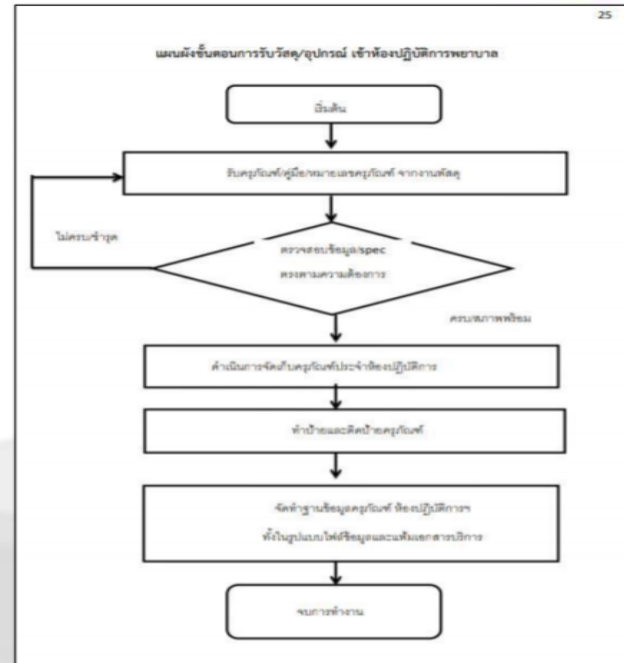 25
แผนผังขั้นตอนการรับวัสดุ/อุปกรณ์ เข้าห้องปฏิบัติการพยาบาล
เริ่มต้น
รับครุภัณฑ์/คู่มือ/หมายเลขครุภัณฑ์ จากงานพัสดุ
ไม่ครบ/ชำรุด
ตรวจสอบข้อมูล/spec
ตรงตามความต้องการ
ครบ/สภาพพร้อม
ดำเนินการจัดเก็บครุภัณฑ์ประจำห้องปฏิบัติการ
ทำป้ายและติดป้ายครุภัณฑ์
จัดทำฐานข้อมูลครุภัณฑ์ ห้องปฏิบัติการฯ
ทั้งในรูปแบบไฟล์ข้อมูลและแฟ้มเอกสารบริการ
จบการทำงาน